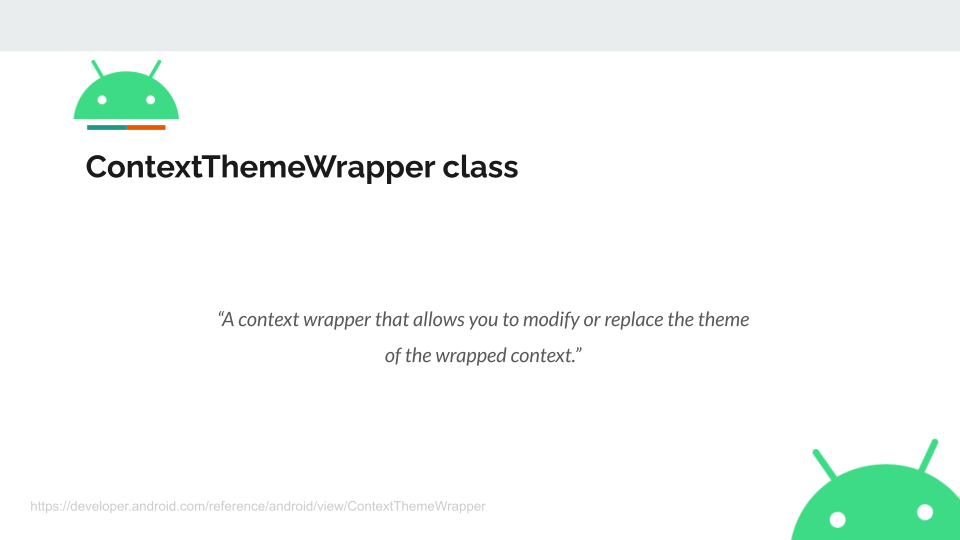 ContextThemeWrapper class
“A context wrapper that allows you to modify or replace the theme
of the wrapped context.”
https://developer.android.com/reference/android/view/ContextThemeWrapper